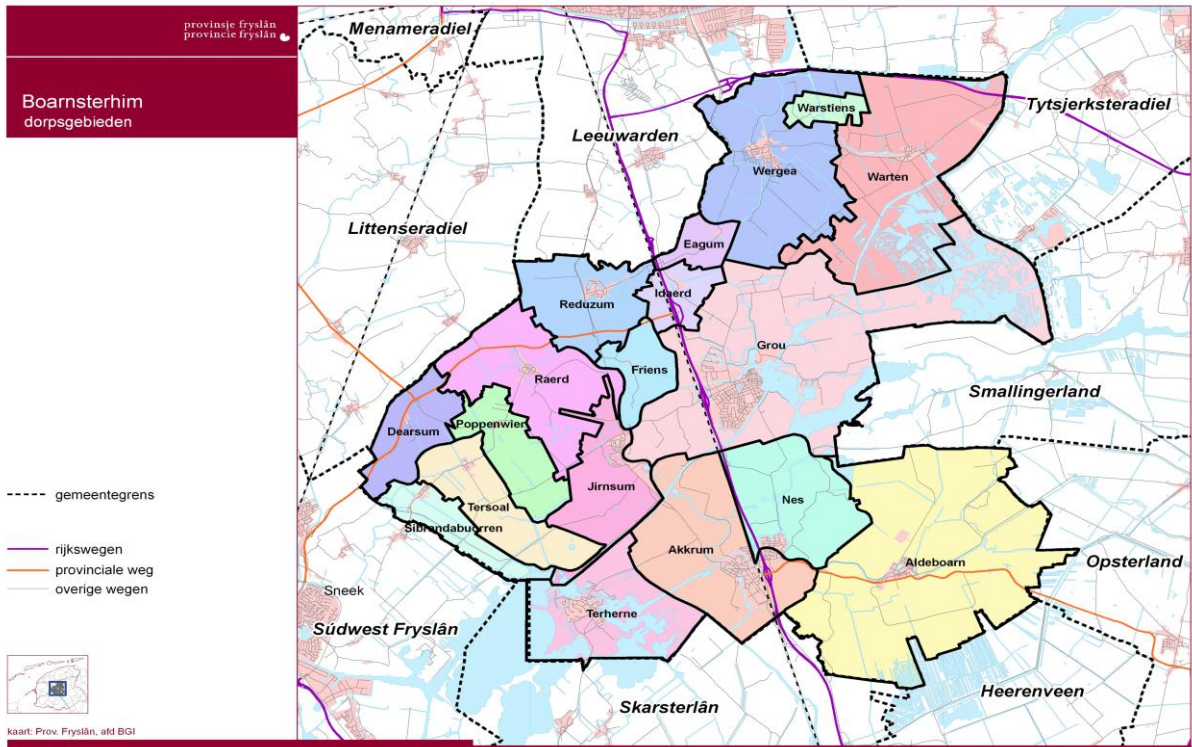 provinsje fryslân
provincie fryslân
Boarnsterhim
dorpsgebieden
Menameradiel
Tytsjerksteradiel
Leeuwarden
Warstiens
Wergea
Warten
Littenseradiel
Eagum
Reduzum
Idaerd
Grou
Friens
Raerd
Smallingerland
Poppenwier
Dearsum
Jirnsum
Nes
Tersoal
Sibrandabuorren
Akkrum
Aldeboarn
Opsterland
Sneek
Terherne
Súdwest Fryslân
Heerenveen
Skarsterlân
gemeentegrens
rijkswegen
provinciale weg
overige wegen
kaart: Prov. Fryslân, afd BGI